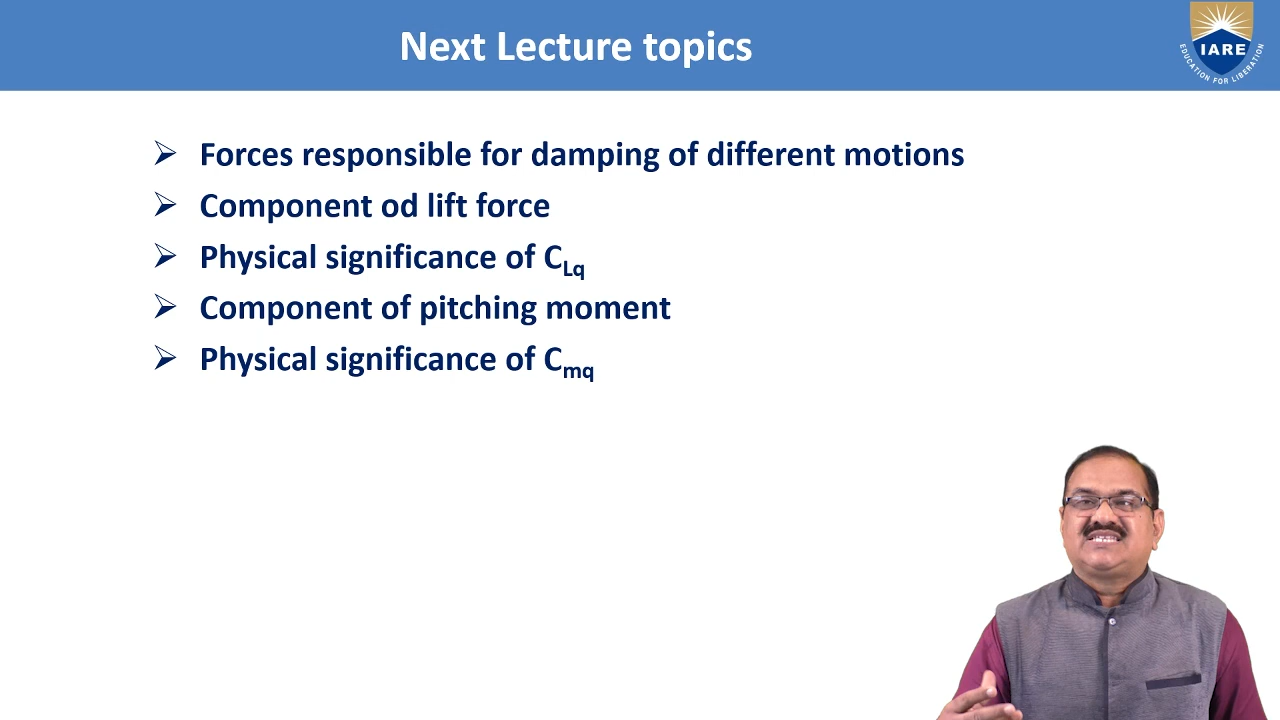 Next Lecture topics
IARE
EDUCATION FOR LIBERATION
➢ Forces responsible for damping of different motions
➢ Component od lift force
➢ Physical significance of CLq
➢ Component of pitching moment
➢ Physical significance of Cmq